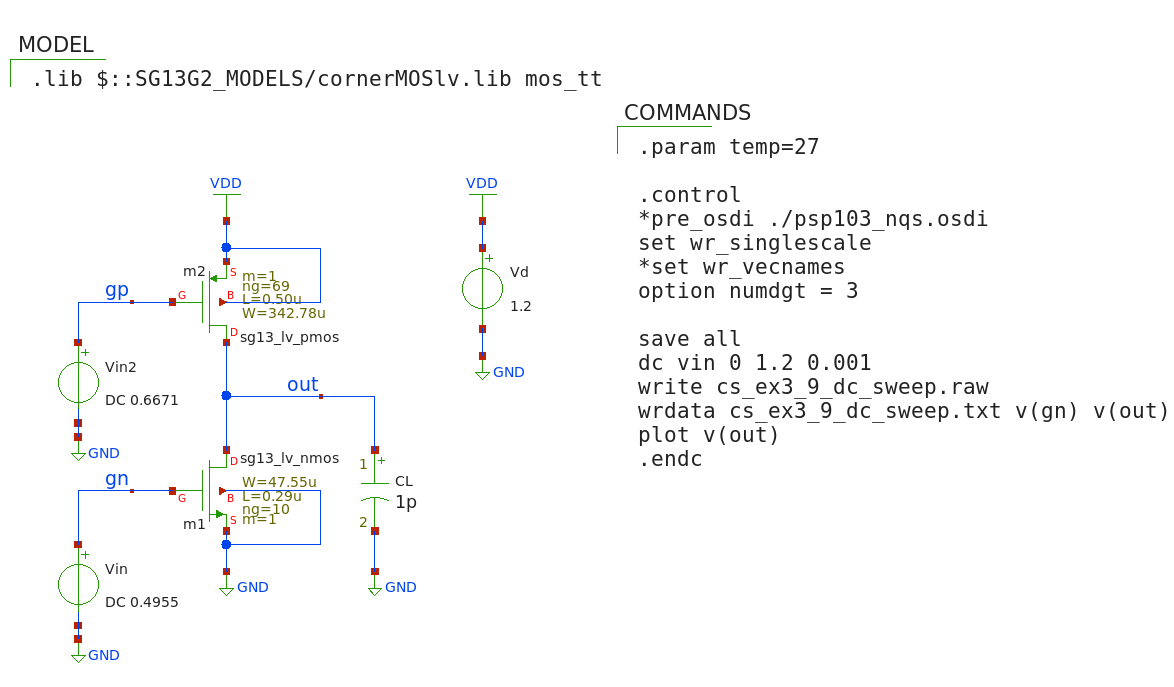 MODEL
.lib $::SG13G2_MODELS/cornerMOSlv.lib mos_tt
COMMANDS
.param temp=27
.control
*pre_osdi ./psp103_nqs.osdi
set wr_singlescale
*set wr_vecnames
option numdgt = 3
save all
dc vin 0 1.2 0.001
write cs_ex3_9_dc_sweep.raw
wrdata cs_ex3_9_dc_sweep.txt v(gn) v(out)
plot v(out)
.endc
VDD
VDD
m2
S
m=1
ng=69
L=0.50u
W=342.78u
G
B
D
sg13_lv_pmos
gp
+
Vin2
DC 0.6671
GND
+
Vd
1.2
GND
out
sg13_lv_nmos
D
W=47.55u
L=0.29u
ng=10
m=1
G
B
S
m1
gn
1
+
CL
1p
2
+
Vin
DC 0.4955
GND
GND
GND